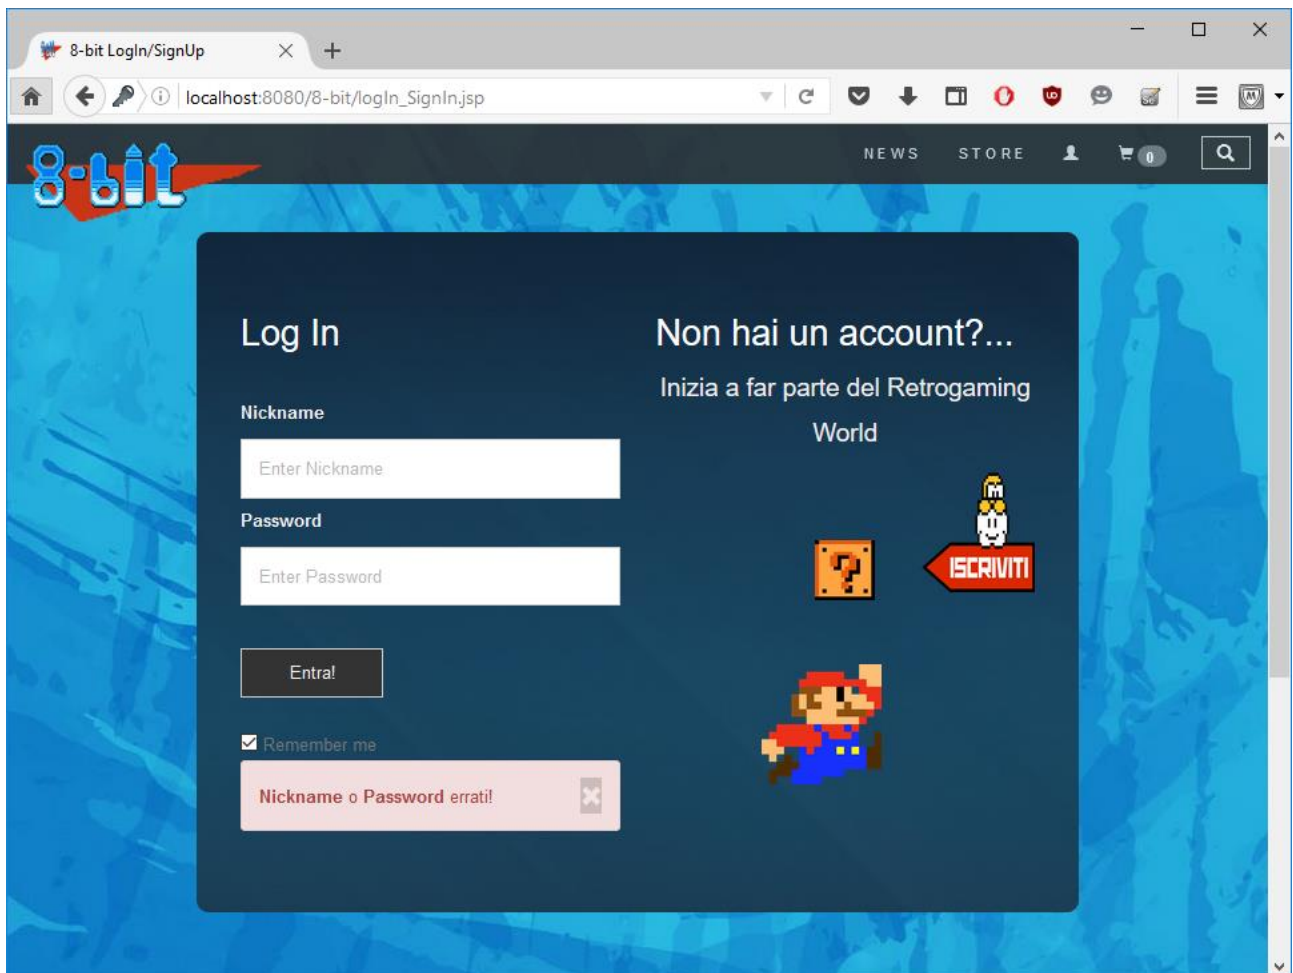 8-bit LogIn/SignUp
localhost:8080/8-bit/logIn_SignIn.jsp
8-bit
NEWS STORE 0
Log In
Nickname
Enter Nickname
Password
Enter Password
Entra!
Remember me
Nickname o Password errati!
Non hai un account?...
Inizia a far parte del Retrogaming
World
?
M
ISCRIVITI